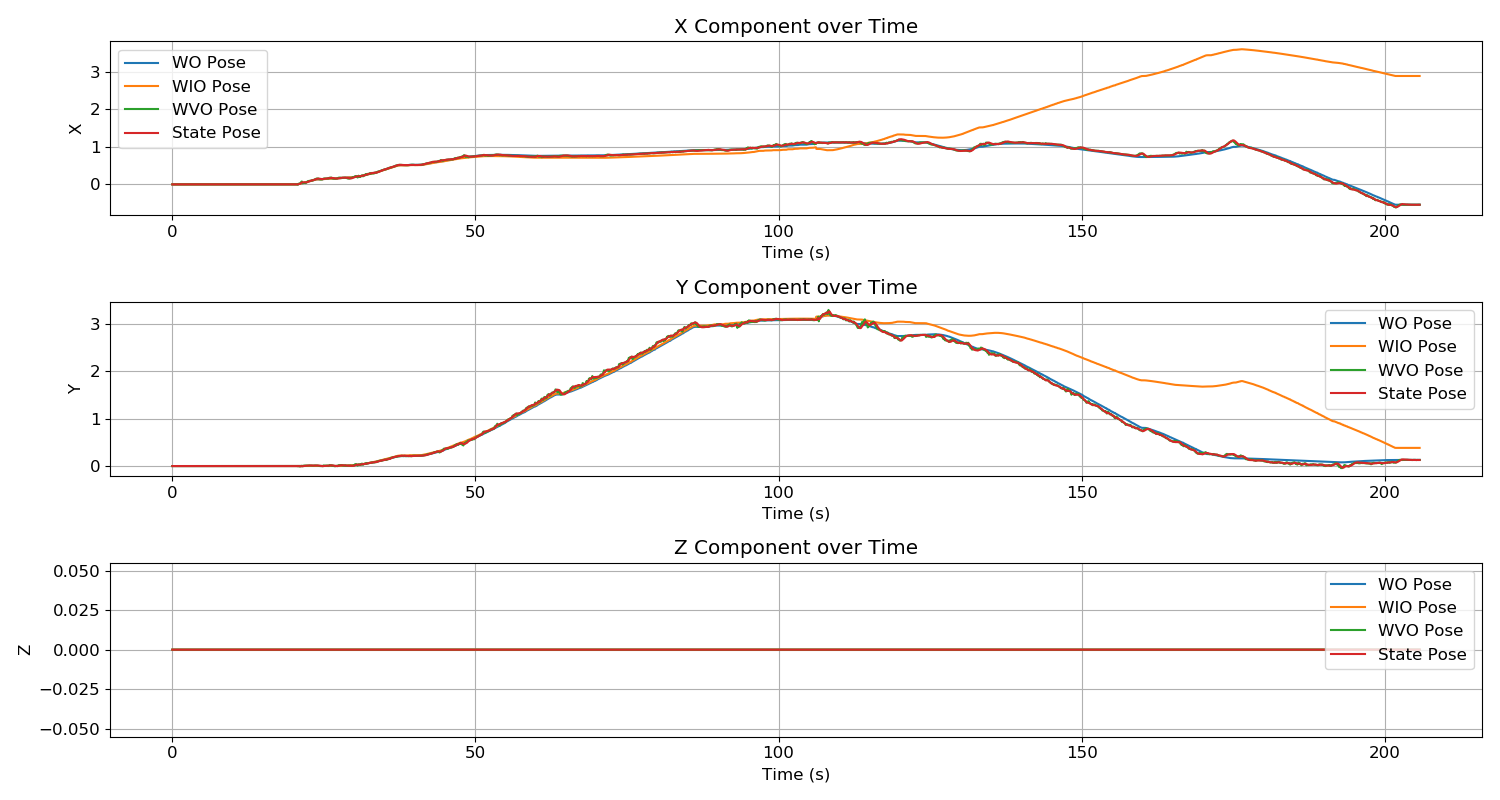 X Component over Time
WO Pose
WIO Pose
WVO Pose
State Pose
3
2
1
0
X
0 50 100 150 200
Time (s)
Y Component over Time
WO Pose
WIO Pose
WVO Pose
State Pose
3
2
1
0
Y
0 50 100 150 200
Time (s)
Z Component over Time
WO Pose
WIO Pose
WVO Pose
State Pose
0.050
0.025
0.000
−0.025
−0.050
Z
0 50 100 150 200
Time (s)